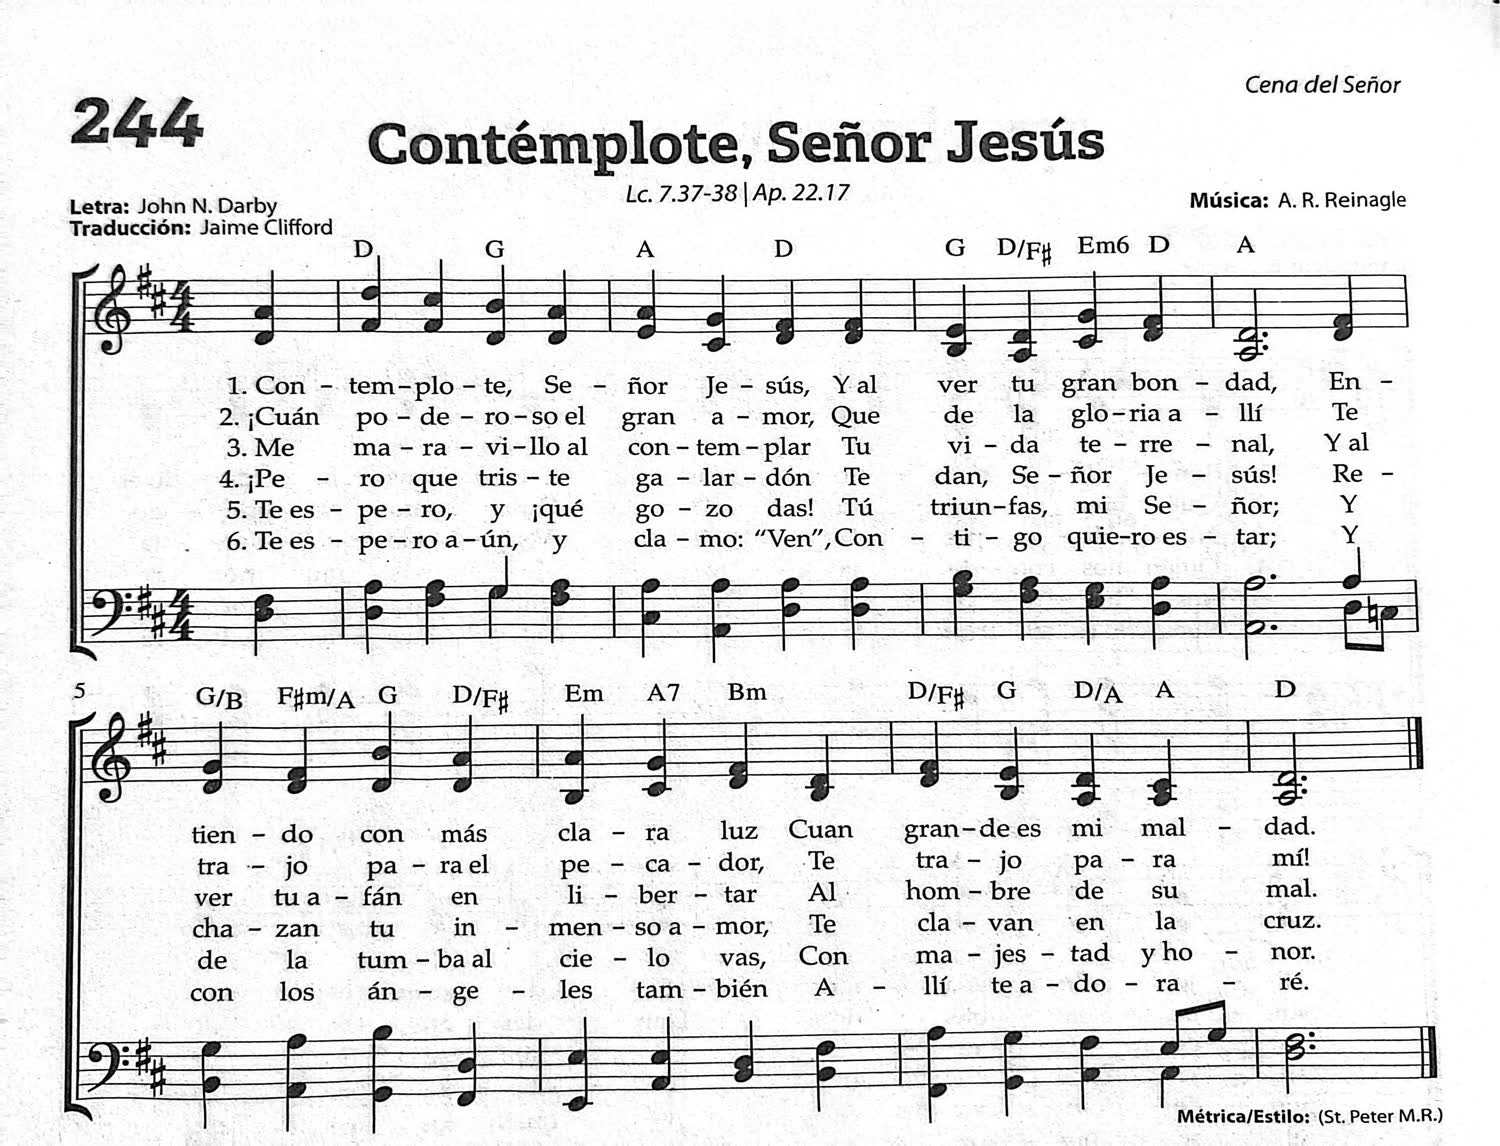 Cena del Señor
244
Contémplote, Señor Jesús
Lc. 7.37-38 | Ap. 22.17
Letra: John N. Darby
Traducción: Jaime Clifford
Música: A. R. Reinagle
D G A D G D/F♯ Em6 D A
1. Con - tem-plo - te, Se - ñor Je - sús, Y al ver tu gran bon - dad, En -
2. ¡Cuán po - de - ro-so el gran a - mor, Que de la glo-ria a - llí Te
3. Me ma - ra - vi-llo al con - tem - plar Tu vi - da te - rre - nal, Y al
4. ¡Pe - ro que tris - te ga - lar - dón Te dan, Se - ñor Je - sús! Re -
5. Te es - pe - ro, y ¡qué go - zo das! Tú triun-fas, mi Se - ñor; Y
6. Te es - pe - ro a-ún, y cla - mo: “Ven”, Con - ti - go quie-ro es - tar; Y
5
G/B F♯m/A G D/F♯ Em A7 Bm D/F♯ G D/A A D
tien - do con más cla - ra luz Cuan gran-de es mi mal - dad.
tra - jo pa - ra el pe - ca - dor, Te tra - jo pa - ra mí!
ver tu a - fán en li - ber - tar Al hom - bre de su mal.
cha - zan tu in - men - so a - mor, Te cla - van en la cruz.
de la tum - ba al cie - lo vas, Con ma - jes - tad y ho - nor.
con los án - ge - les tam - bién A - llí te a - do - ra - ré.
Métrica/Estilo: (St. Peter M.R.)